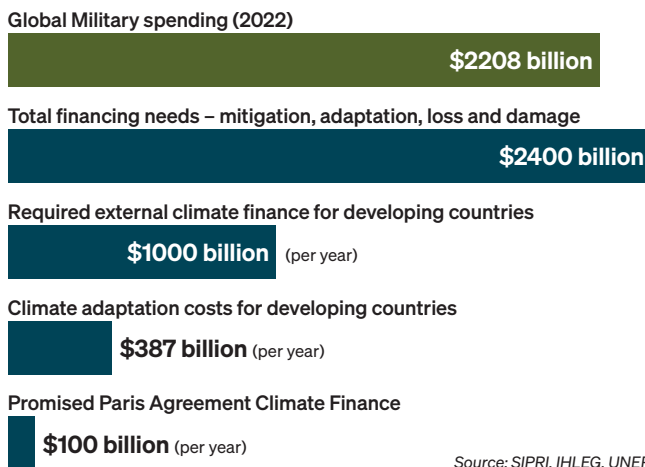 Global Military spending (2022)
$2208 billion
Total financing needs – mitigation, adaptation, loss and damage
$2400 billion
Required external climate finance for developing countries
$1000 billion (per year)
Climate adaptation costs for developing countries
$387 billion (per year)
Promised Paris Agreement Climate Finance
$100 billion (per year)
Source: SIPRI, IHLEG, UNEP